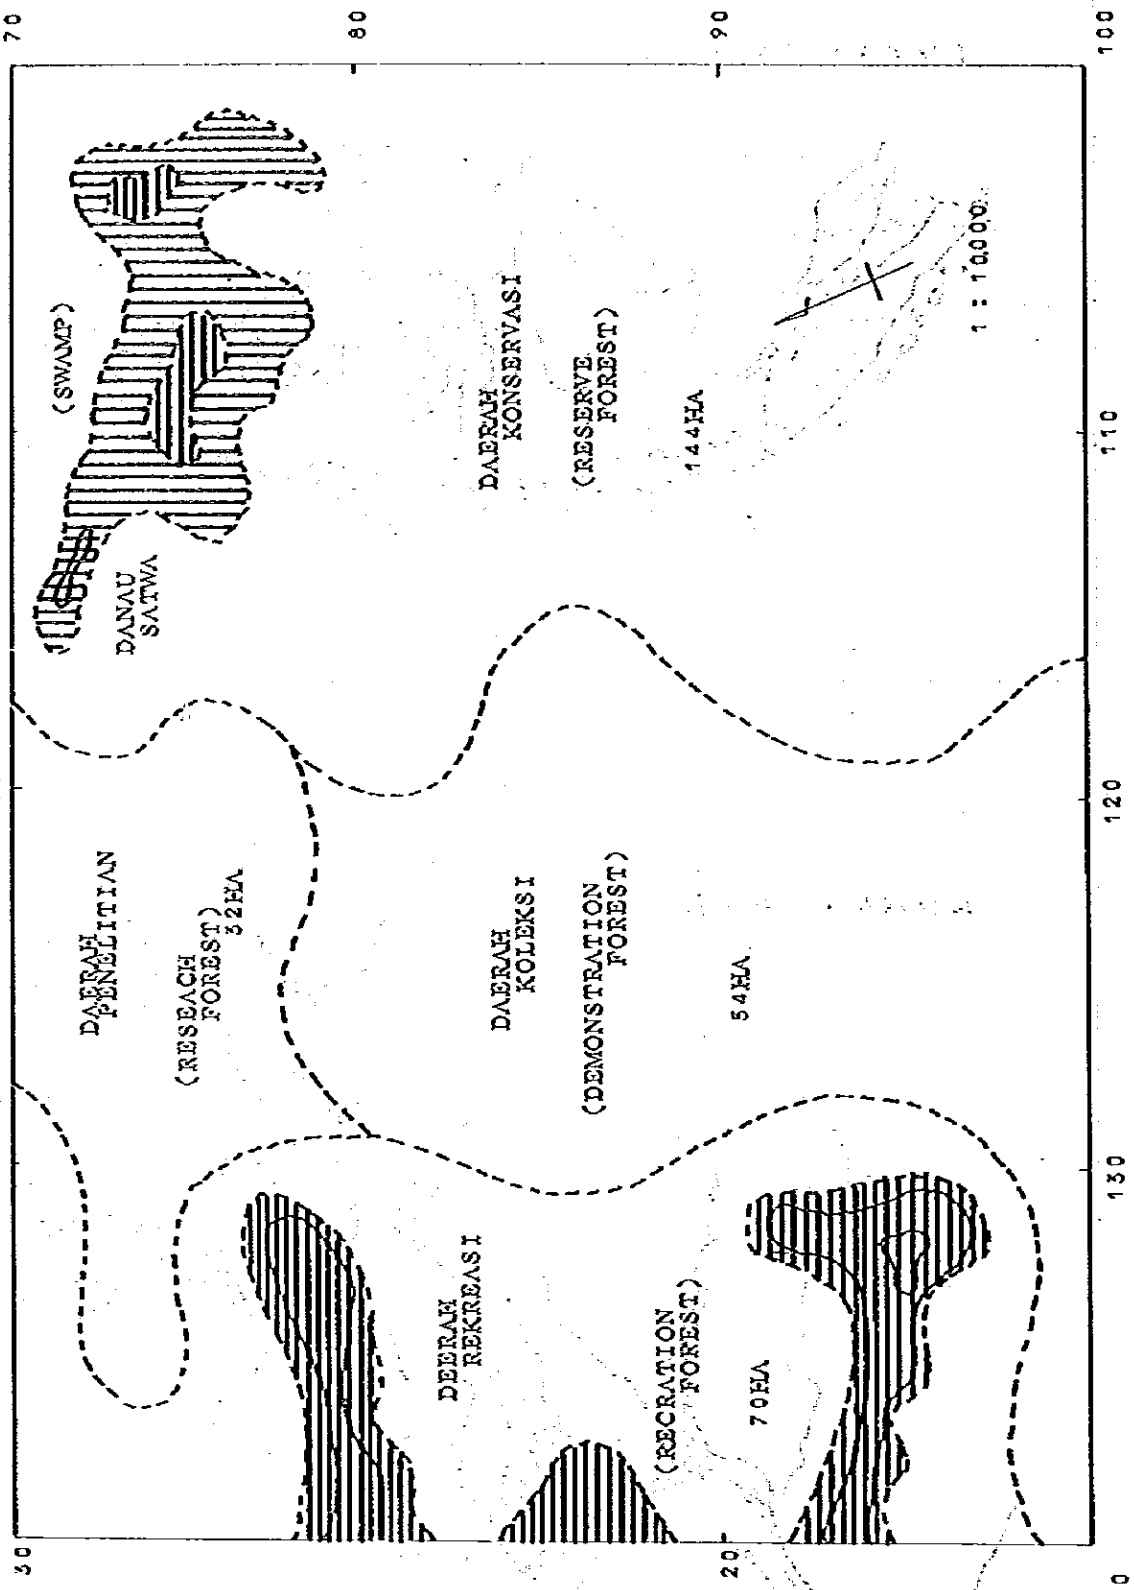 70
80
90
100
110
120
130
30
20
0
(SWAMP)
DANAU
SATWA
DAERAH
KONSERVASI
(RESERVE
FOREST)
144HA
1 : 10000
DAERAH
PENELITIAN
(RESEACH
FOREST)
32HA
DAERAH
KOLEKSI
(DEMONSTRATION
FOREST)
54HA
DEERAH
REKREASI
(RECRATION
FOREST)
70HA